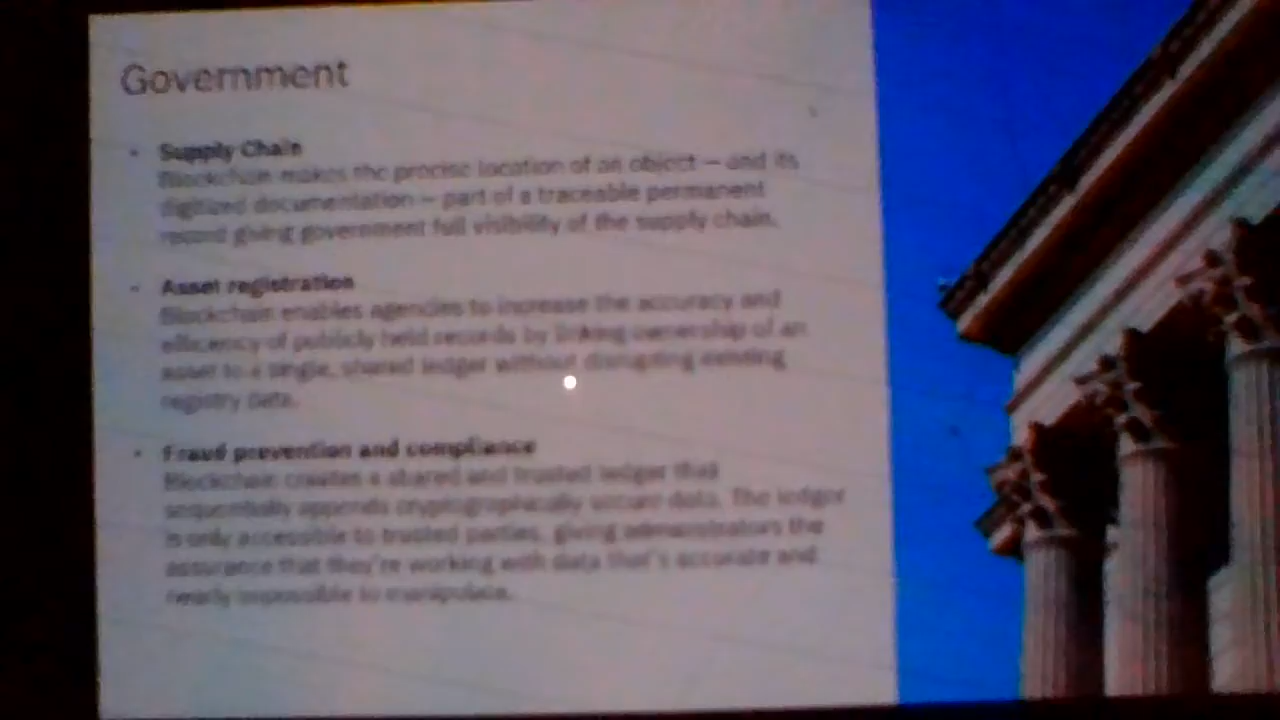 Government
Supply Chain
Blockchain makes the precise location of an object — and its
digitized documentation — part of a traceable permanent
record giving government full visibility of the supply chain.
Asset registration
Blockchain enables agencies to increase the accuracy and
efficiency of publicly held records by linking ownership of an
asset to a single, shared ledger without disrupting existing
registry data.
Fraud prevention and compliance
Blockchain creates a shared and trusted ledger that
sequentially appends cryptographically secure data. The ledger
is only accessible to trusted parties, giving administrators the
assurance that they're working with data that's accurate and
nearly impossible to manipulate.